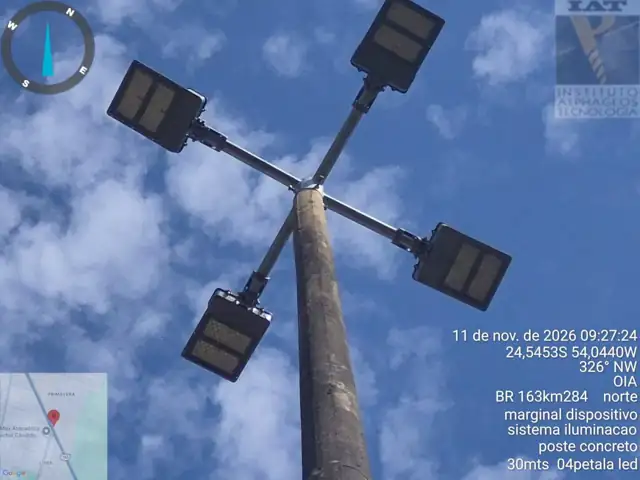 N
W
E
S
IAT
INSTITUTO
ALPHAGEOS
TECNOLOGIA
11 de nov. de 2026 09:27:24
24,5453S 54,0440W
326° NW
OIA
BR 163km284 norte
marginal dispositivo
sistema iluminacao
poste concreto
30mts 04petala led
Google